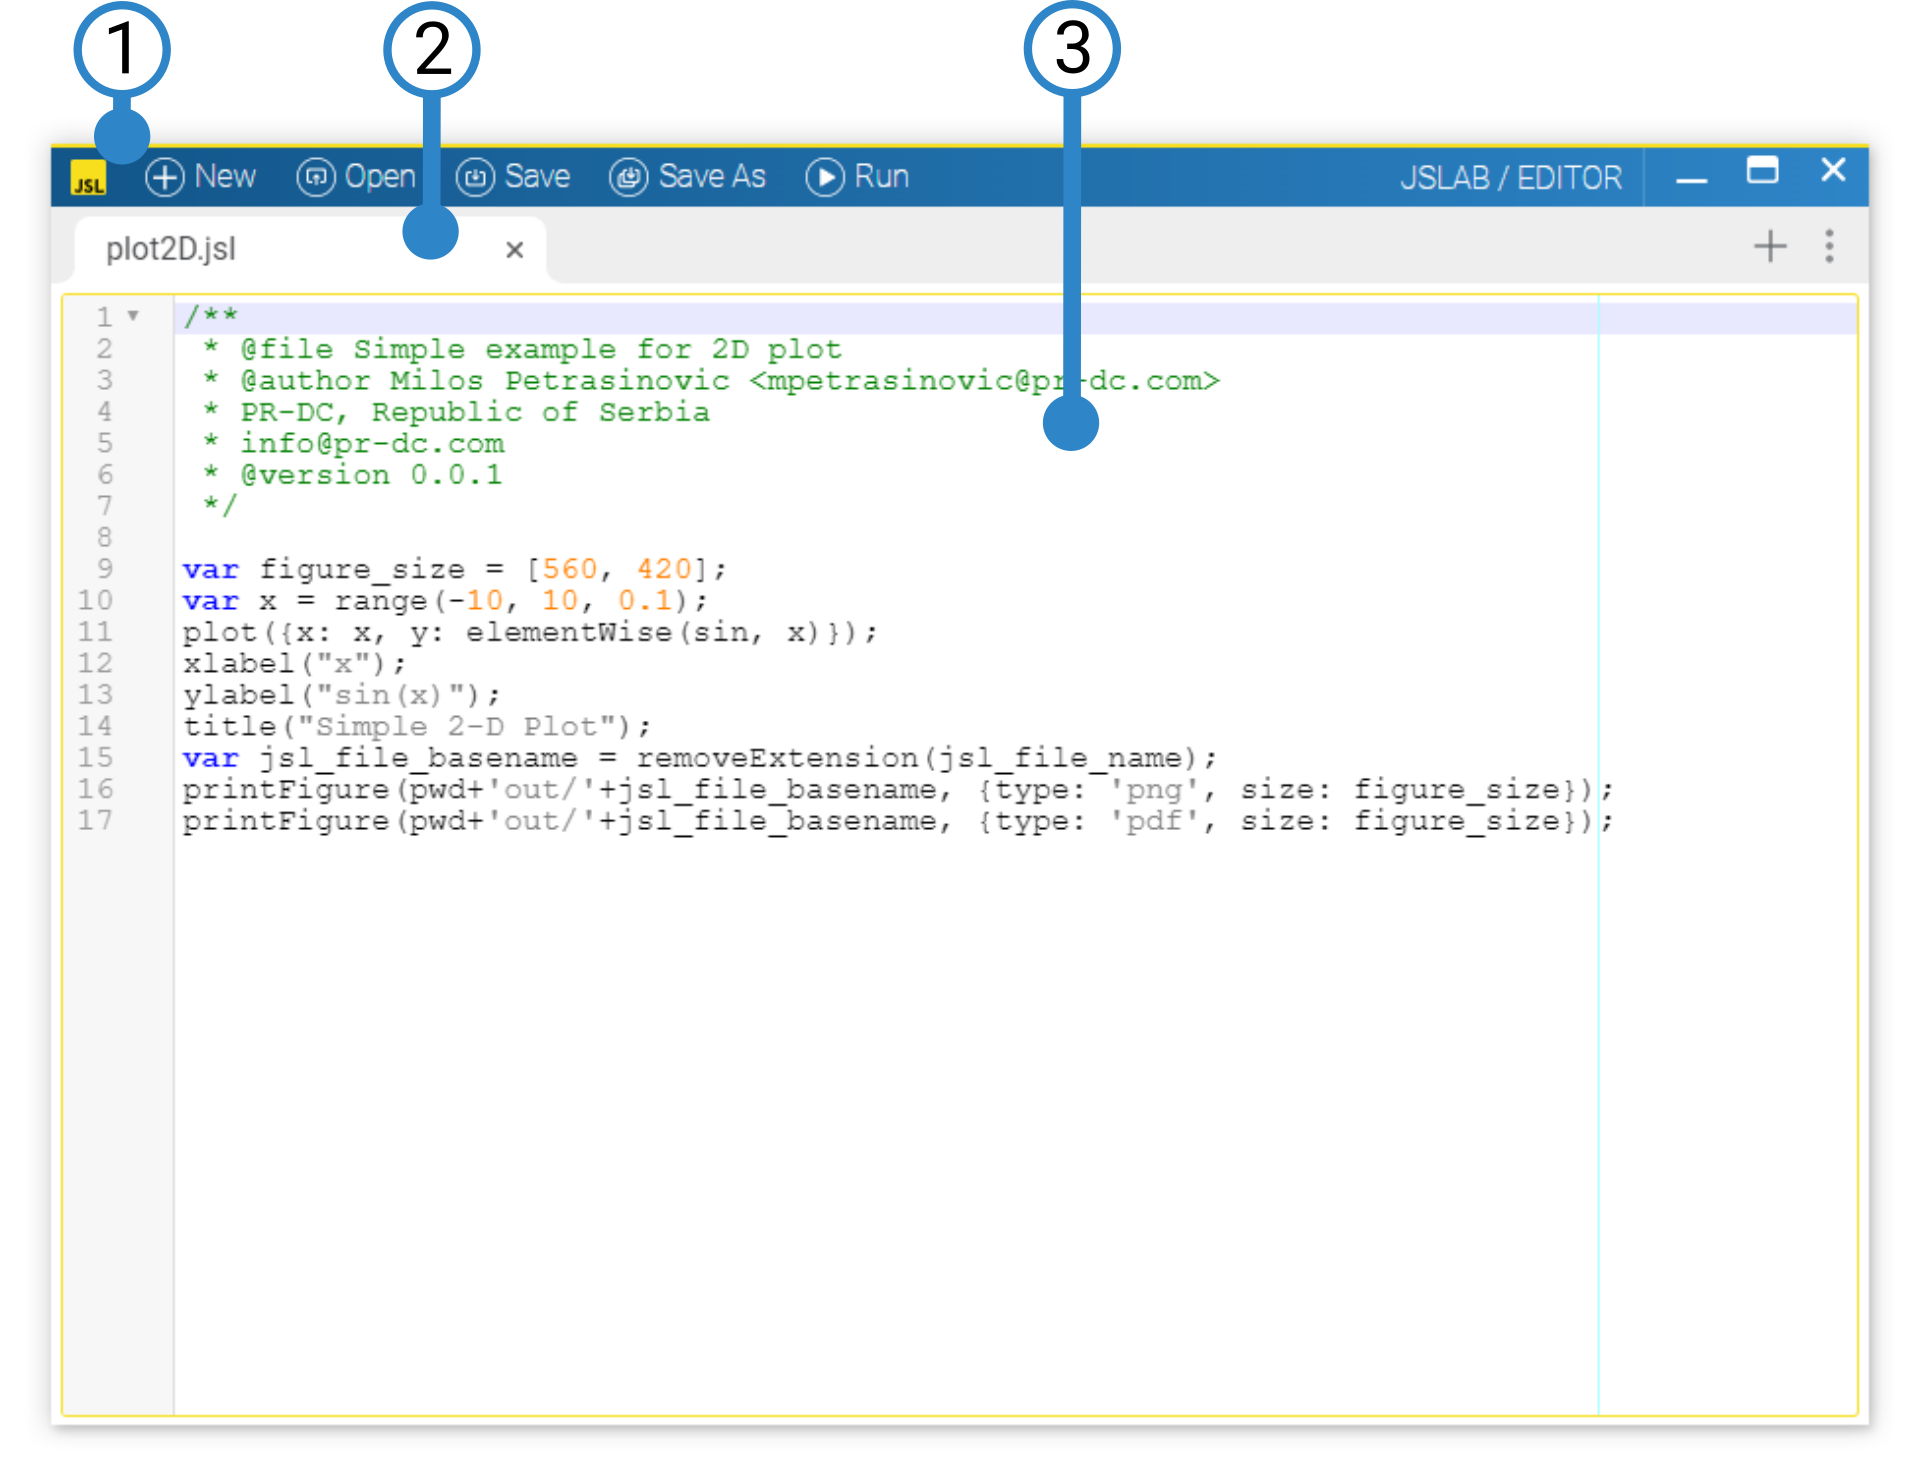 1 2 3
JSL New Open Save Save As Run JSLAB / EDITOR
plot2D.jsl
1 /**
2 * @file Simple example for 2D plot
3 * @author Milos Petrasinovic <mpetrasinovic@pr-dc.com>
4 * PR-DC, Republic of Serbia
5 * info@pr-dc.com
6 * @version 0.0.1
7 */
8
9 var figure_size = [560, 420];
10 var x = range(-10, 10, 0.1);
11 plot({x: x, y: elementWise(sin, x)});
12 xlabel("x");
13 ylabel("sin(x)");
14 title("Simple 2-D Plot");
15 var jsl_file_basename = removeExtension(jsl_file_name);
16 printFigure(pwd+'out/'+jsl_file_basename, {type: 'png', size: figure_size});
17 printFigure(pwd+'out/'+jsl_file_basename, {type: 'pdf', size: figure_size});